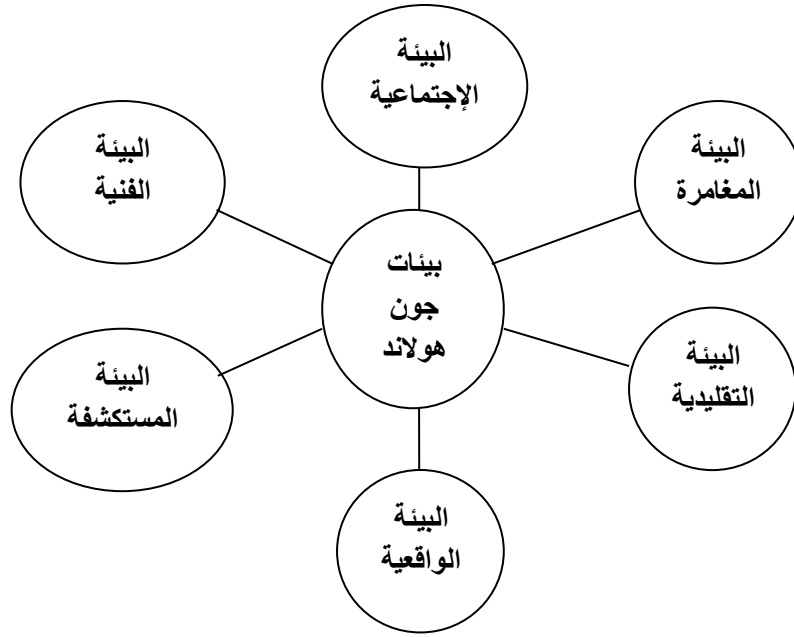 البيئة
الإجتماعية
البيئة
المغامرة
البيئة
الفنية
بيئات
جون
هولاند
البيئة
التقليدية
البيئة
المستكشفة
البيئة
الواقعية